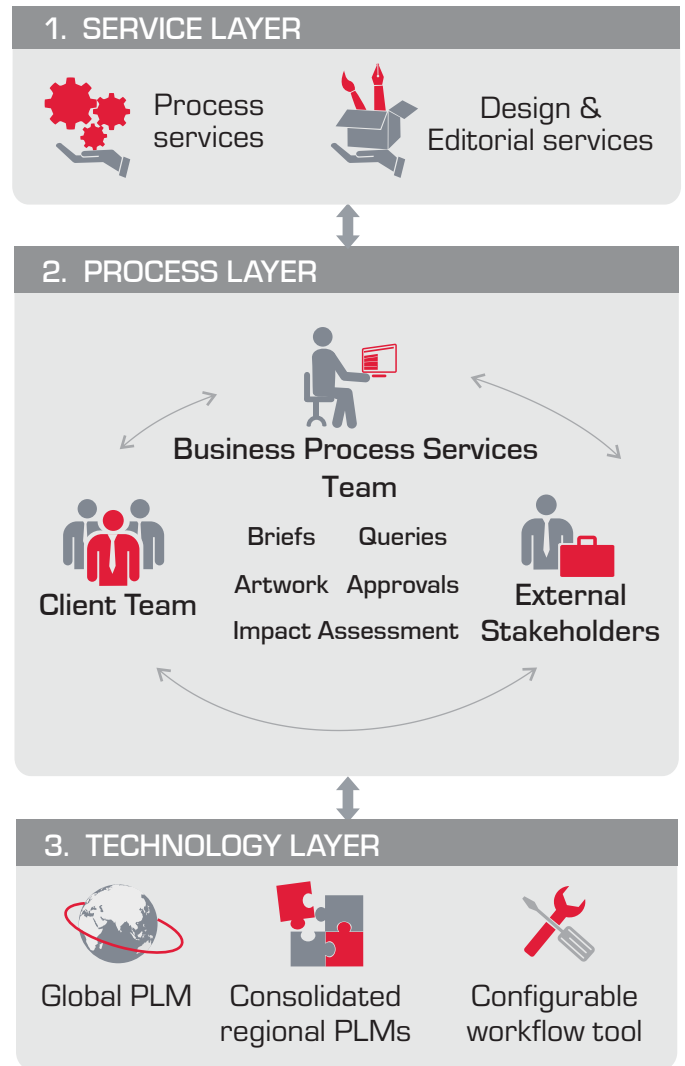 1. SERVICE LAYER
Process
services
Design &
Editorial services
2. PROCESS LAYER
Business Process Services
Team
Briefs Queries
Artwork Approvals
Impact Assessment
Client Team
External
Stakeholders
3. TECHNOLOGY LAYER
Global PLM
Consolidated
regional PLMs
Configurable
workflow tool